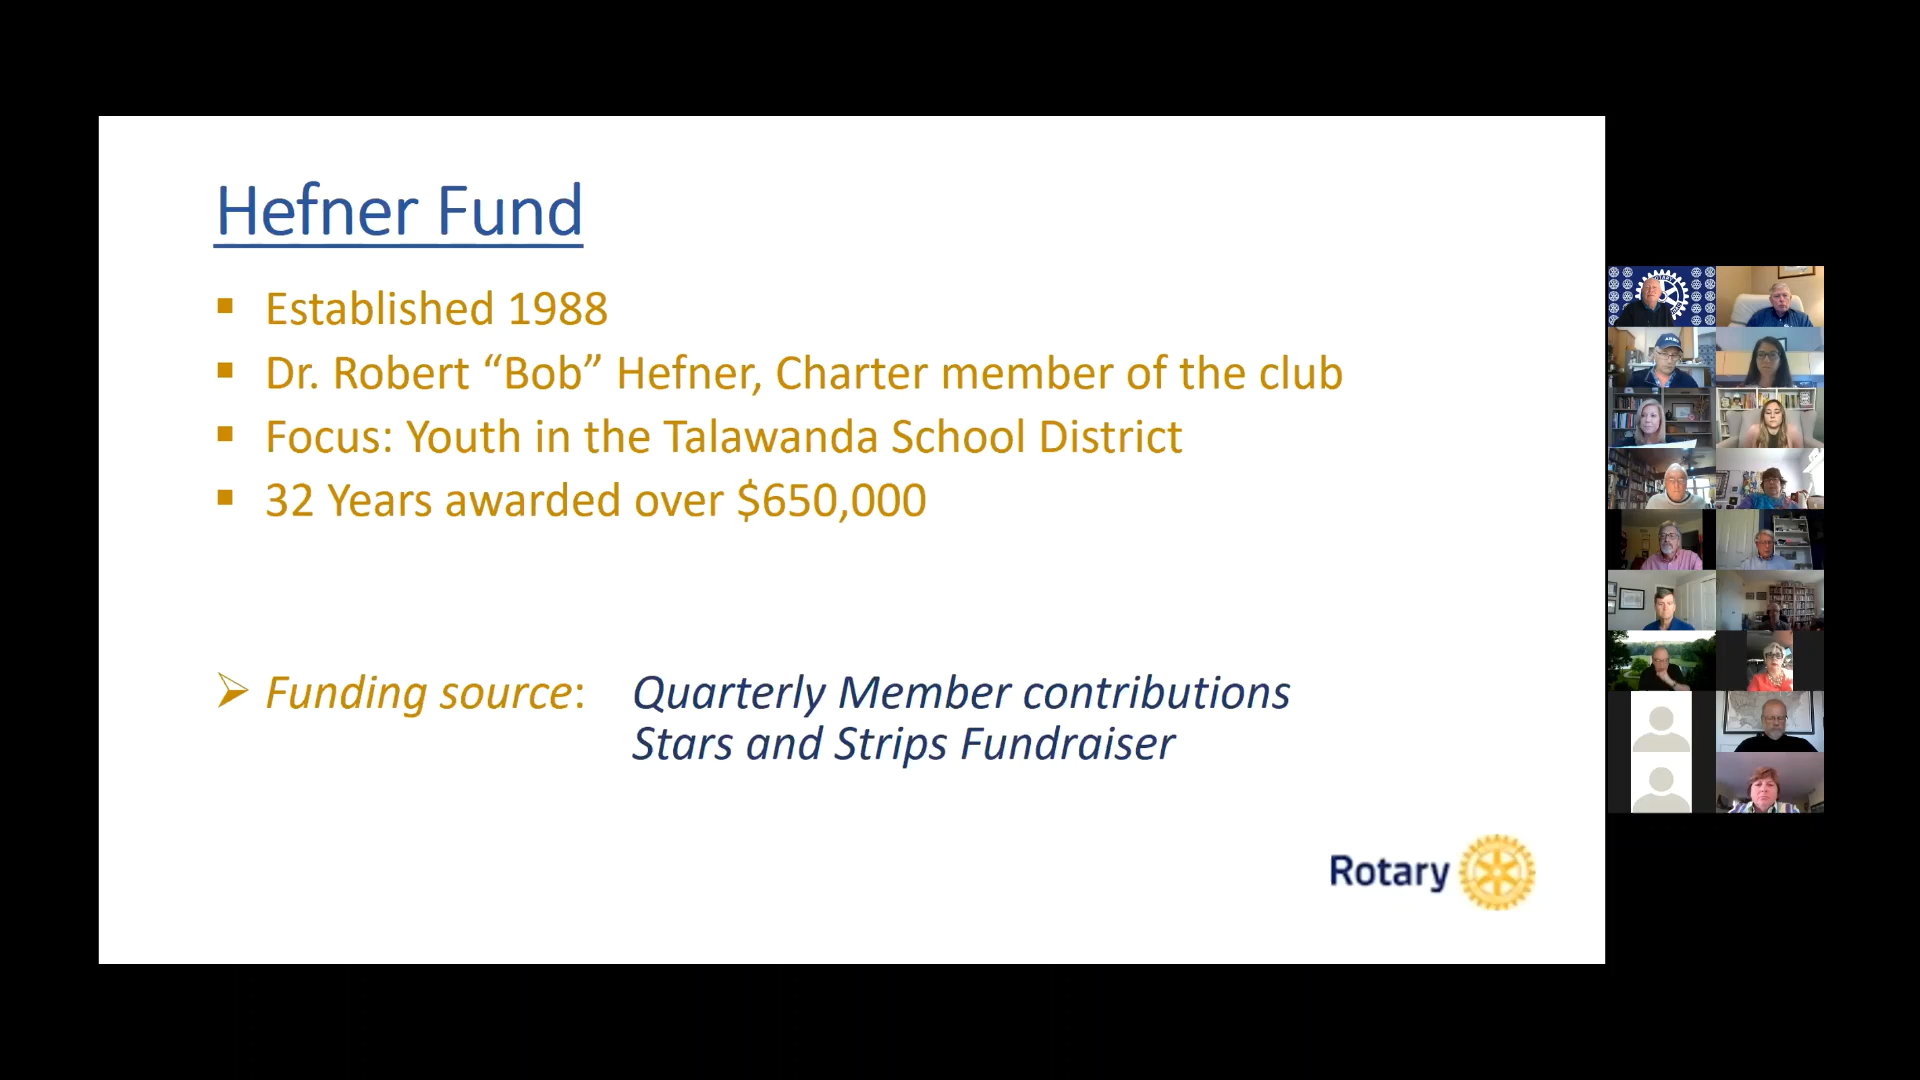 Hefner Fund
▪ Established 1988
▪ Dr. Robert “Bob” Hefner, Charter member of the club
▪ Focus: Youth in the Talawanda School District
▪ 32 Years awarded over $650,000
➢ Funding source: Quarterly Member contributions
Stars and Strips Fundraiser
Rotary